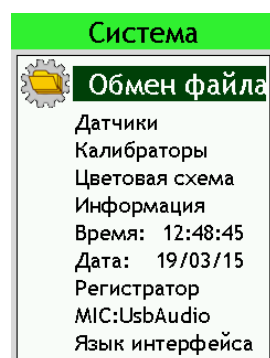 Система
Обмен файла
Датчики
Калибраторы
Цветовая схема
Информация
Время: 12:48:45
Дата: 19/03/15
Регистратор
MIC:UsbAudio
Язык интерфейса